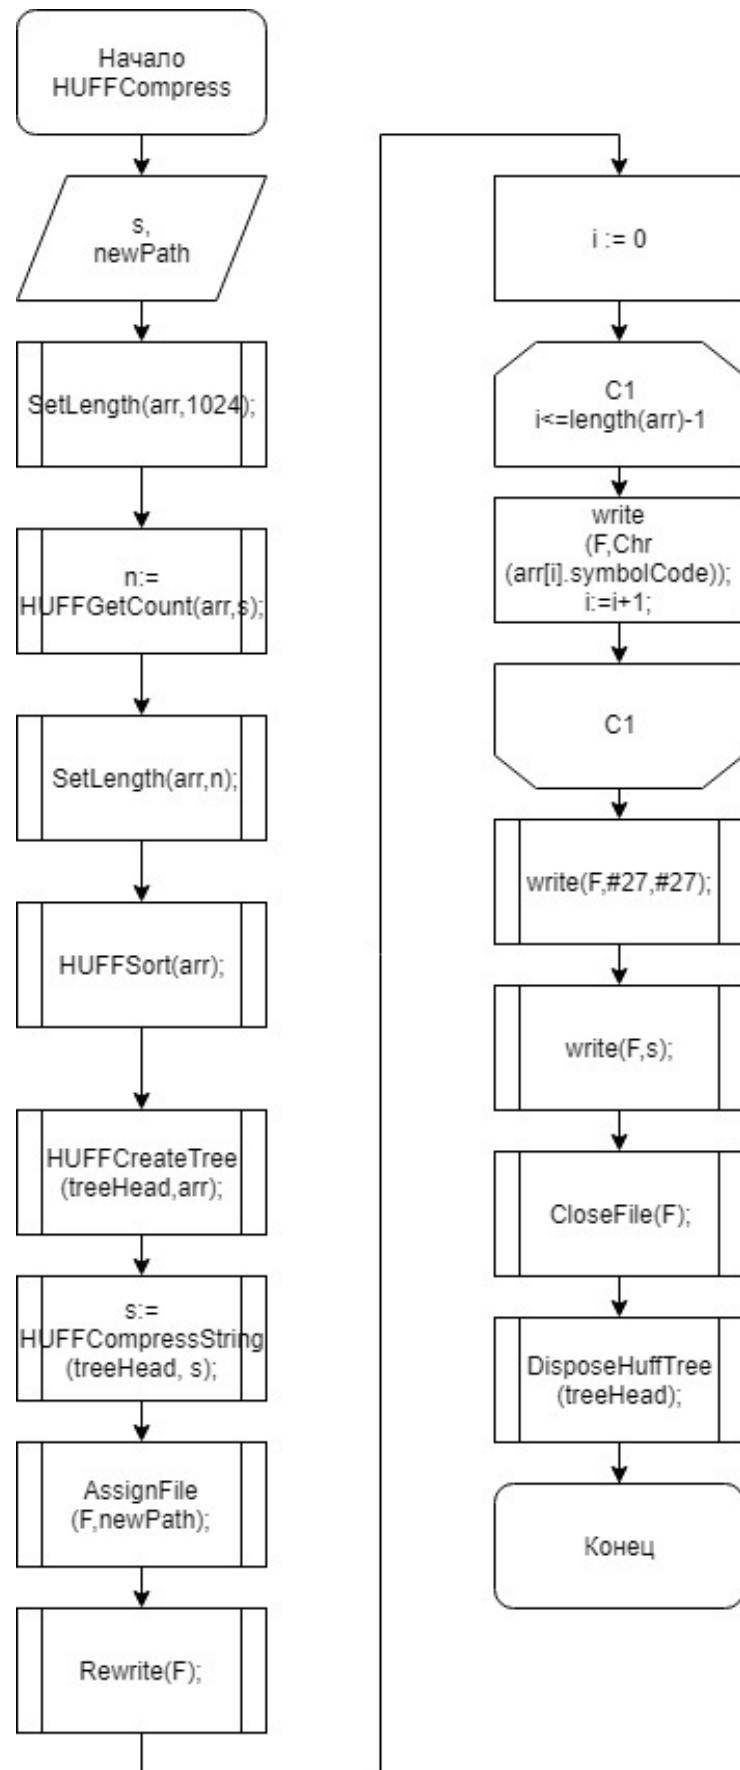 Начало
HUFFCompress
s,
newPath
SetLength(arr,1024);
n:=
HUFFGetCount(arr,s);
SetLength(arr,n);
HUFFSort(arr);
HUFFCreateTree
(treeHead,arr);
s:=
HUFFCompressString
(treeHead, s);
AssignFile
(F,newPath);
Rewrite(F);
i := 0
C1
i<=length(arr)-1
write
(F,Chr
(arr[i].symbolCode));
i:=i+1;
C1
write(F,#27,#27);
write(F,s);
CloseFile(F);
DisposeHuffTree
(treeHead);
Конец